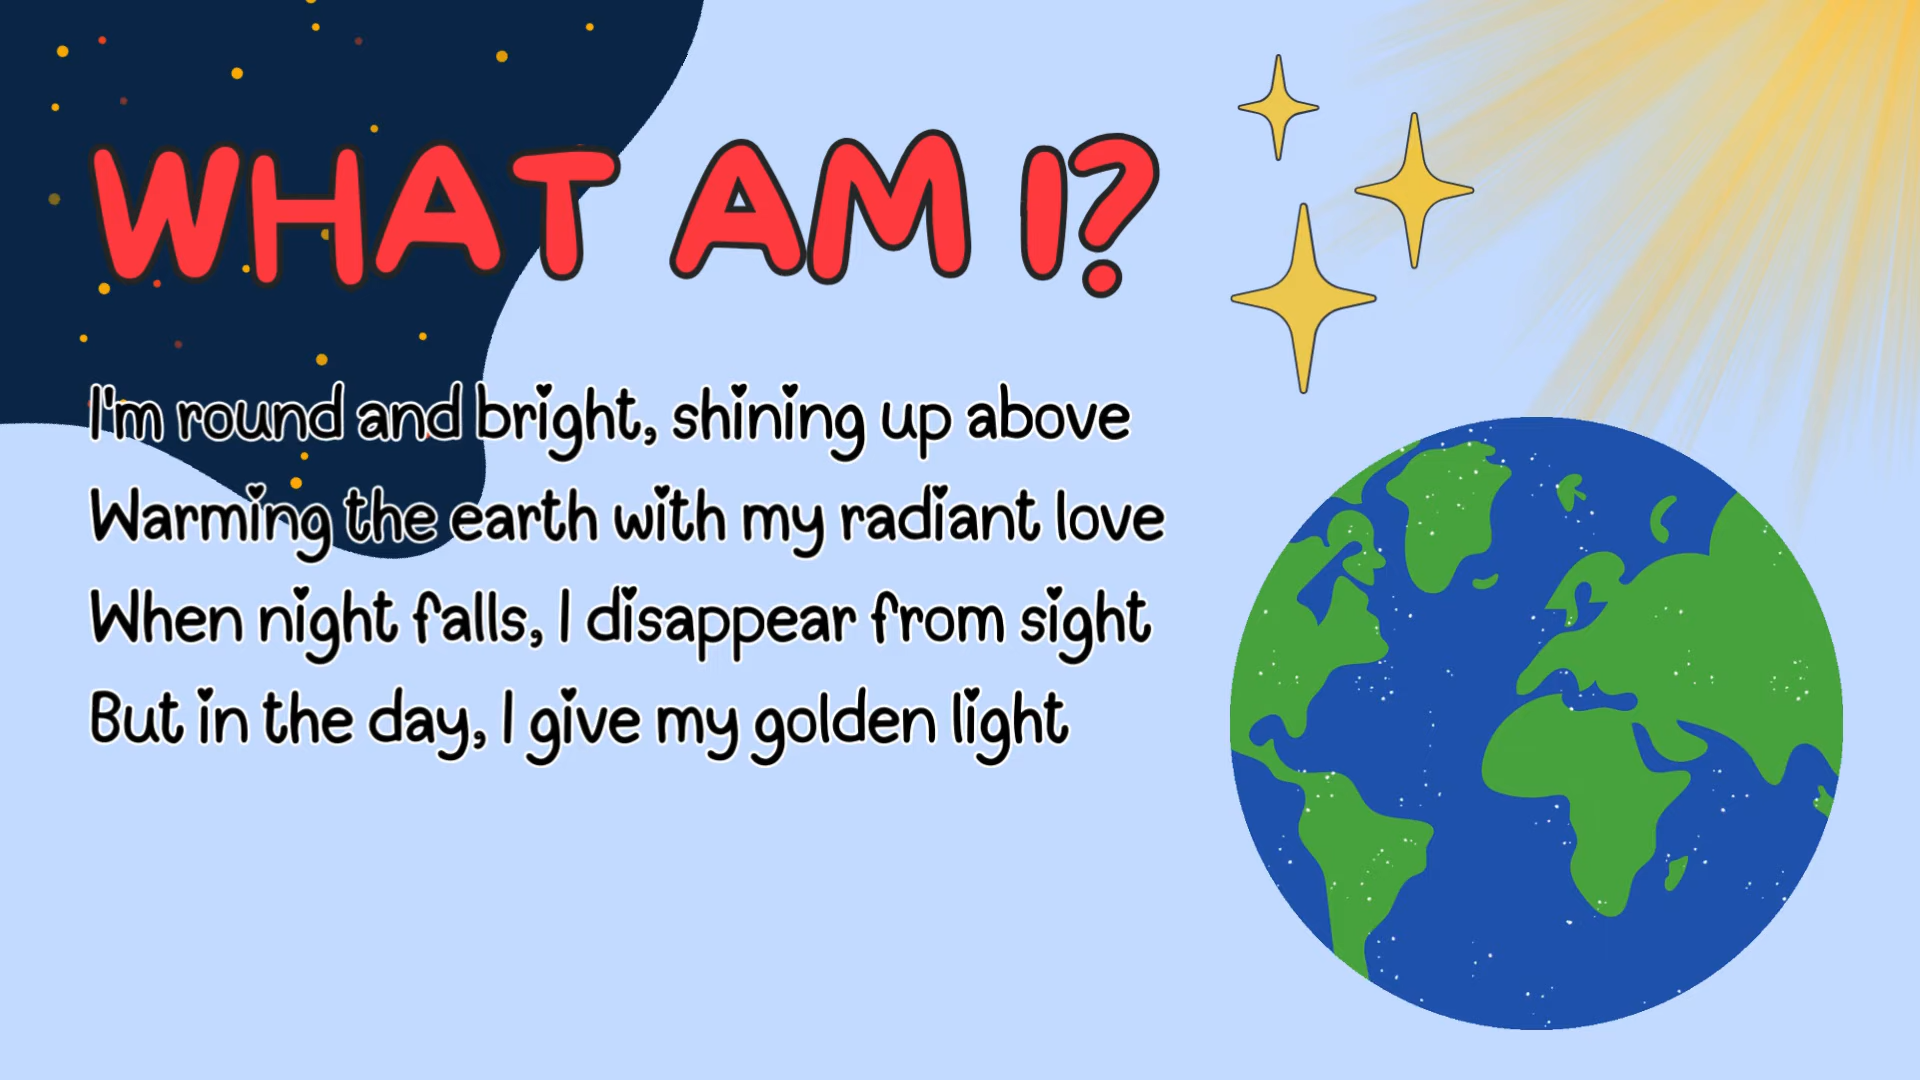 WHAT AM I?
I'm round and bright, shining up above
Warming the earth with my radiant love
When night falls, I disappear from sight
But in the day, I give my golden light